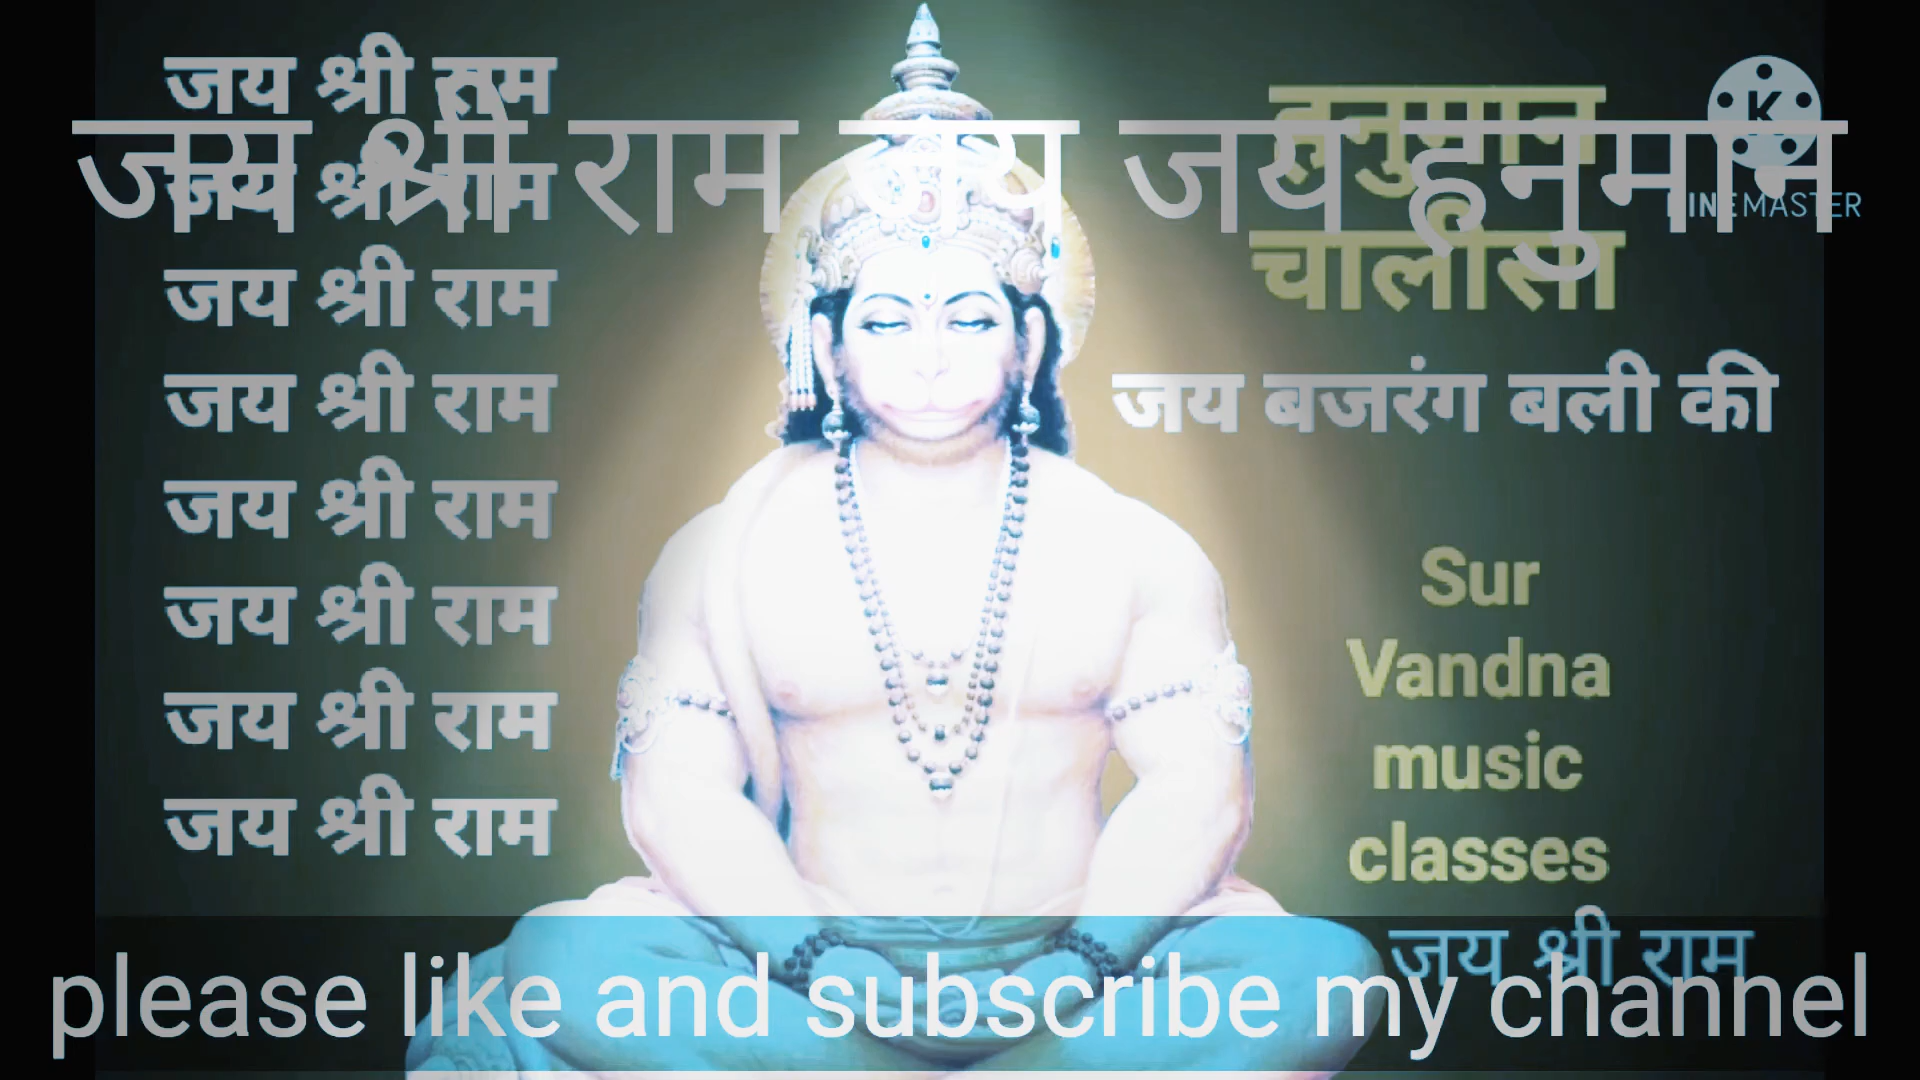 जय श्री राम
जय श्री राम जय जय हनुमान
जय श्री राम
जय श्री राम
जय श्री राम
जय श्री राम
जय श्री राम
जय श्री राम
जय श्री राम
हनुमान
चालीसा
KINEMASTER
जय बजरंग बली की
Sur
Vandna
music
classes
जय श्री राम
please like and subscribe my channel